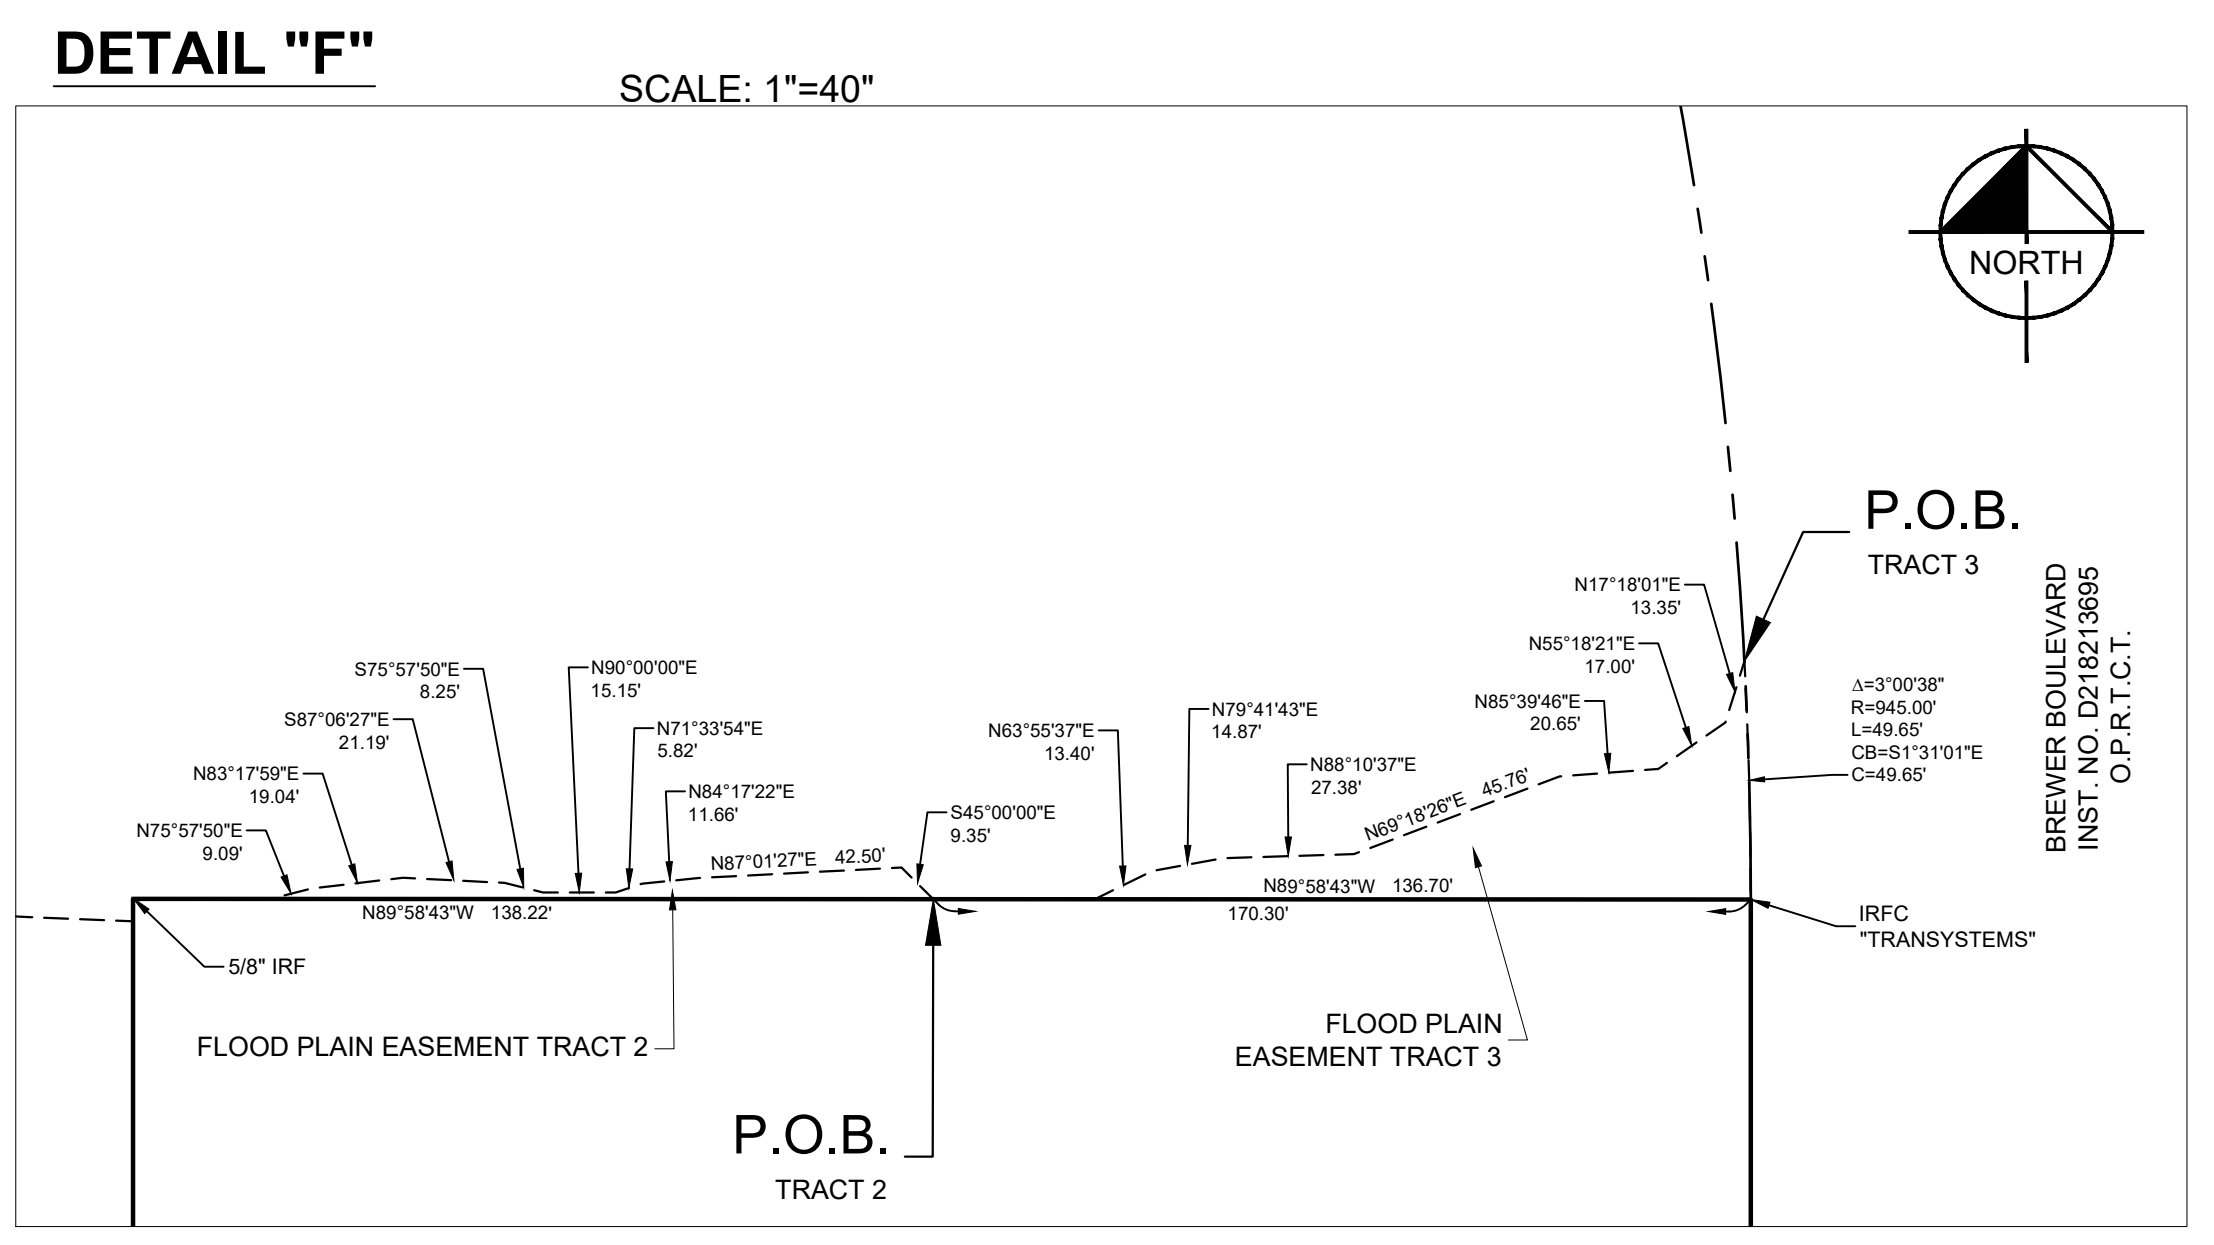 DETAIL "F"
SCALE: 1"=40"
NORTH
P.O.B.
TRACT 3
BREWER BOULEVARD
INST. NO. D218213695
O.P.R.T.C.T.
N17°18'01"E
13.35'
N55°18'21"E
17.00'
N85°39'46"E
20.65'
Δ=3°00'38"
R=945.00'
L=49.65'
CB=S1°31'01"E
C=49.65'
S75°57'50"E
8.25'
N90°00'00"E
15.15'
S87°06'27"E
21.19'
N71°33'54"E
5.82'
N83°17'59"E
19.04'
N84°17'22"E
11.66'
N75°57'50"E
9.09'
N87°01'27"E 42.50'
S45°00'00"E
9.35'
N63°55'37"E
13.40'
N79°41'43"E
14.87'
N88°10'37"E
27.38'
N69°18'26"E 45.76'
N89°58'43"W 138.22'
N89°58'43"W 136.70'
170.30'
IRFC
"TRANSYSTEMS"
5/8" IRF
FLOOD PLAIN EASEMENT TRACT 2
FLOOD PLAIN
EASEMENT TRACT 3
P.O.B.
TRACT 2